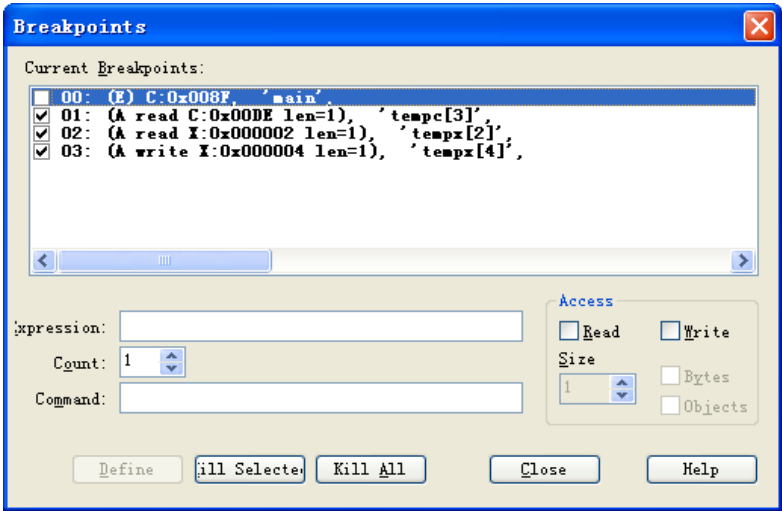 Breakpoints
Current Breakpoints:
00: (E) C:0x008F, 'main',
01: (A read C:0x00DE len=1), 'tempc[3]',
02: (A read X:0x000002 len=1), 'tempx[2]',
03: (A write X:0x000004 len=1), 'tempx[4]',
Access
xpression:
Read Write
Count: 1
Size
1
Bytes
Command:
Objects
Define ill Selecte Kill All Close Help